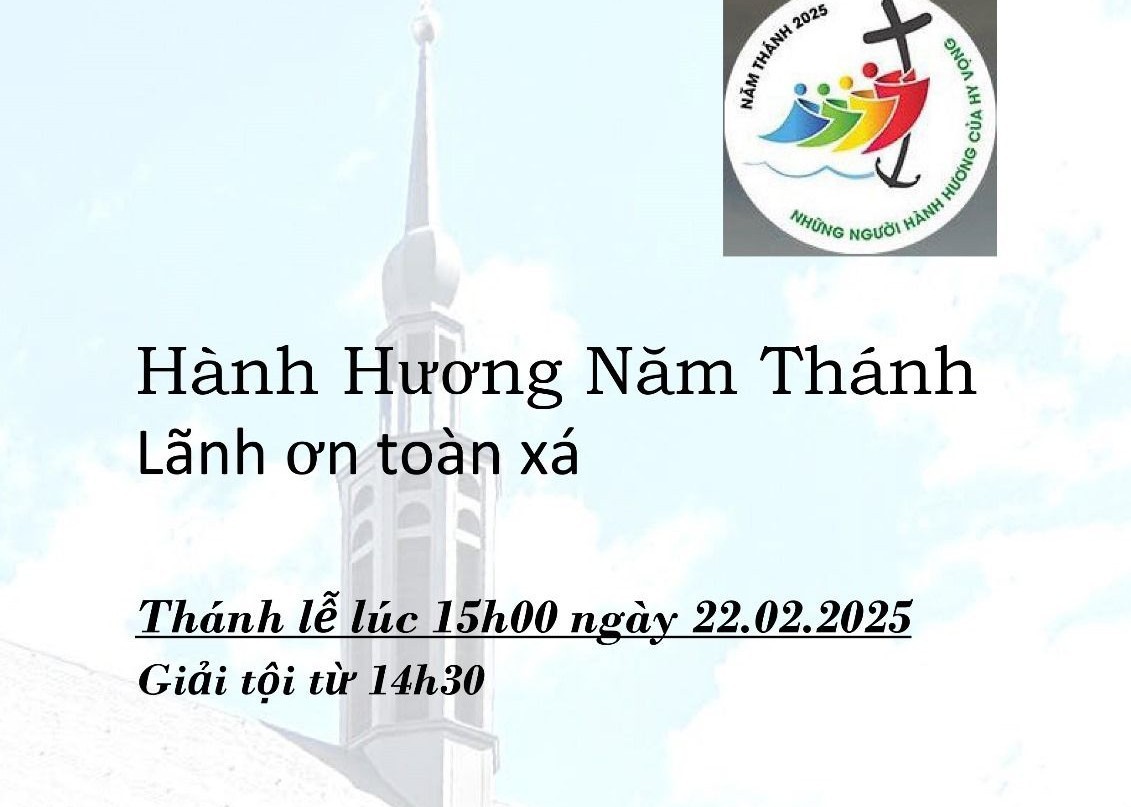 NĂM THÁNH 2025
NHỮNG NGƯỜI HÀNH HƯƠNG CỦA HY VỌNG
Hành Hương Năm Thánh
Lãnh ơn toàn xá
Thánh lễ lúc 15h00 ngày 22.02.2025
Giải tội từ 14h30